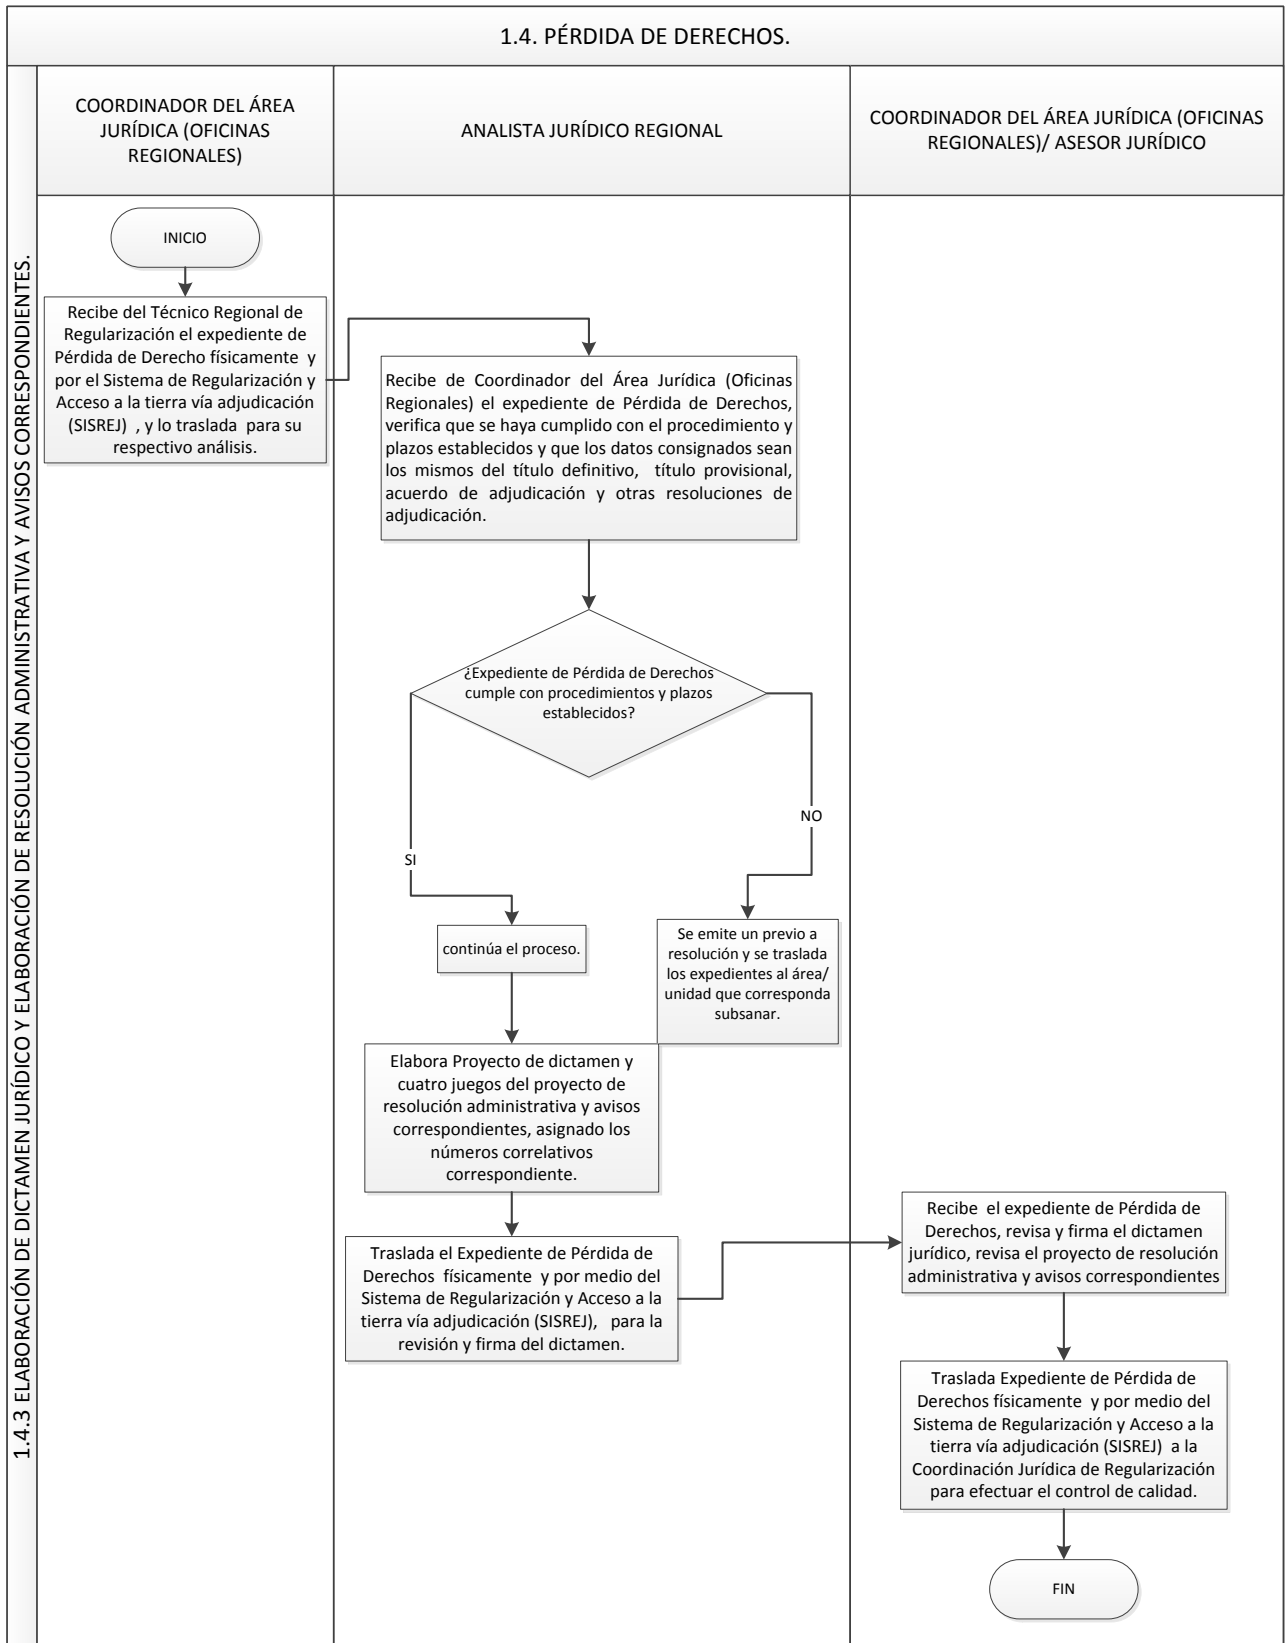 1.4. PÉRDIDA DE DERECHOS.
1.4.3 ELABORACIÓN DE DICTAMEN JURÍDICO Y ELABORACIÓN DE RESOLUCIÓN ADMINISTRATIVA Y AVISOS CORRESPONDIENTES.
COORDINADOR DEL ÁREA
JURÍDICA (OFICINAS
REGIONALES)
ANALISTA JURÍDICO REGIONAL
COORDINADOR DEL ÁREA JURÍDICA (OFICINAS
REGIONALES)/ ASESOR JURÍDICO
INICIO
Recibe del Técnico Regional de
Regularización el expediente de
Pérdida de Derecho físicamente y
por el Sistema de Regularización y
Acceso a la tierra vía adjudicación
(SISREJ) , y lo traslada para su
respectivo análisis.
Recibe de Coordinador del Área Jurídica (Oficinas
Regionales) el expediente de Pérdida de Derechos,
verifica que se haya cumplido con el procedimiento y
plazos establecidos y que los datos consignados sean
los mismos del título definitivo, título provisional,
acuerdo de adjudicación y otras resoluciones de
adjudicación.
¿Expediente de Pérdida de Derechos
cumple con procedimientos y plazos
establecidos?
SI
NO
continúa el proceso.
Se emite un previo a
resolución y se traslada
los expedientes al área/
unidad que corresponda
subsanar.
Elabora Proyecto de dictamen y
cuatro juegos del proyecto de
resolución administrativa y avisos
correspondientes, asignado los
números correlativos
correspondiente.
Traslada el Expediente de Pérdida de
Derechos físicamente y por medio del
Sistema de Regularización y Acceso a la
tierra vía adjudicación (SISREJ), para la
revisión y firma del dictamen.
Recibe el expediente de Pérdida de
Derechos, revisa y firma el dictamen
jurídico, revisa el proyecto de resolución
administrativa y avisos correspondientes
Traslada Expediente de Pérdida de
Derechos físicamente y por medio del
Sistema de Regularización y Acceso a la
tierra vía adjudicación (SISREJ) a la
Coordinación Jurídica de Regularización
para efectuar el control de calidad.
FIN